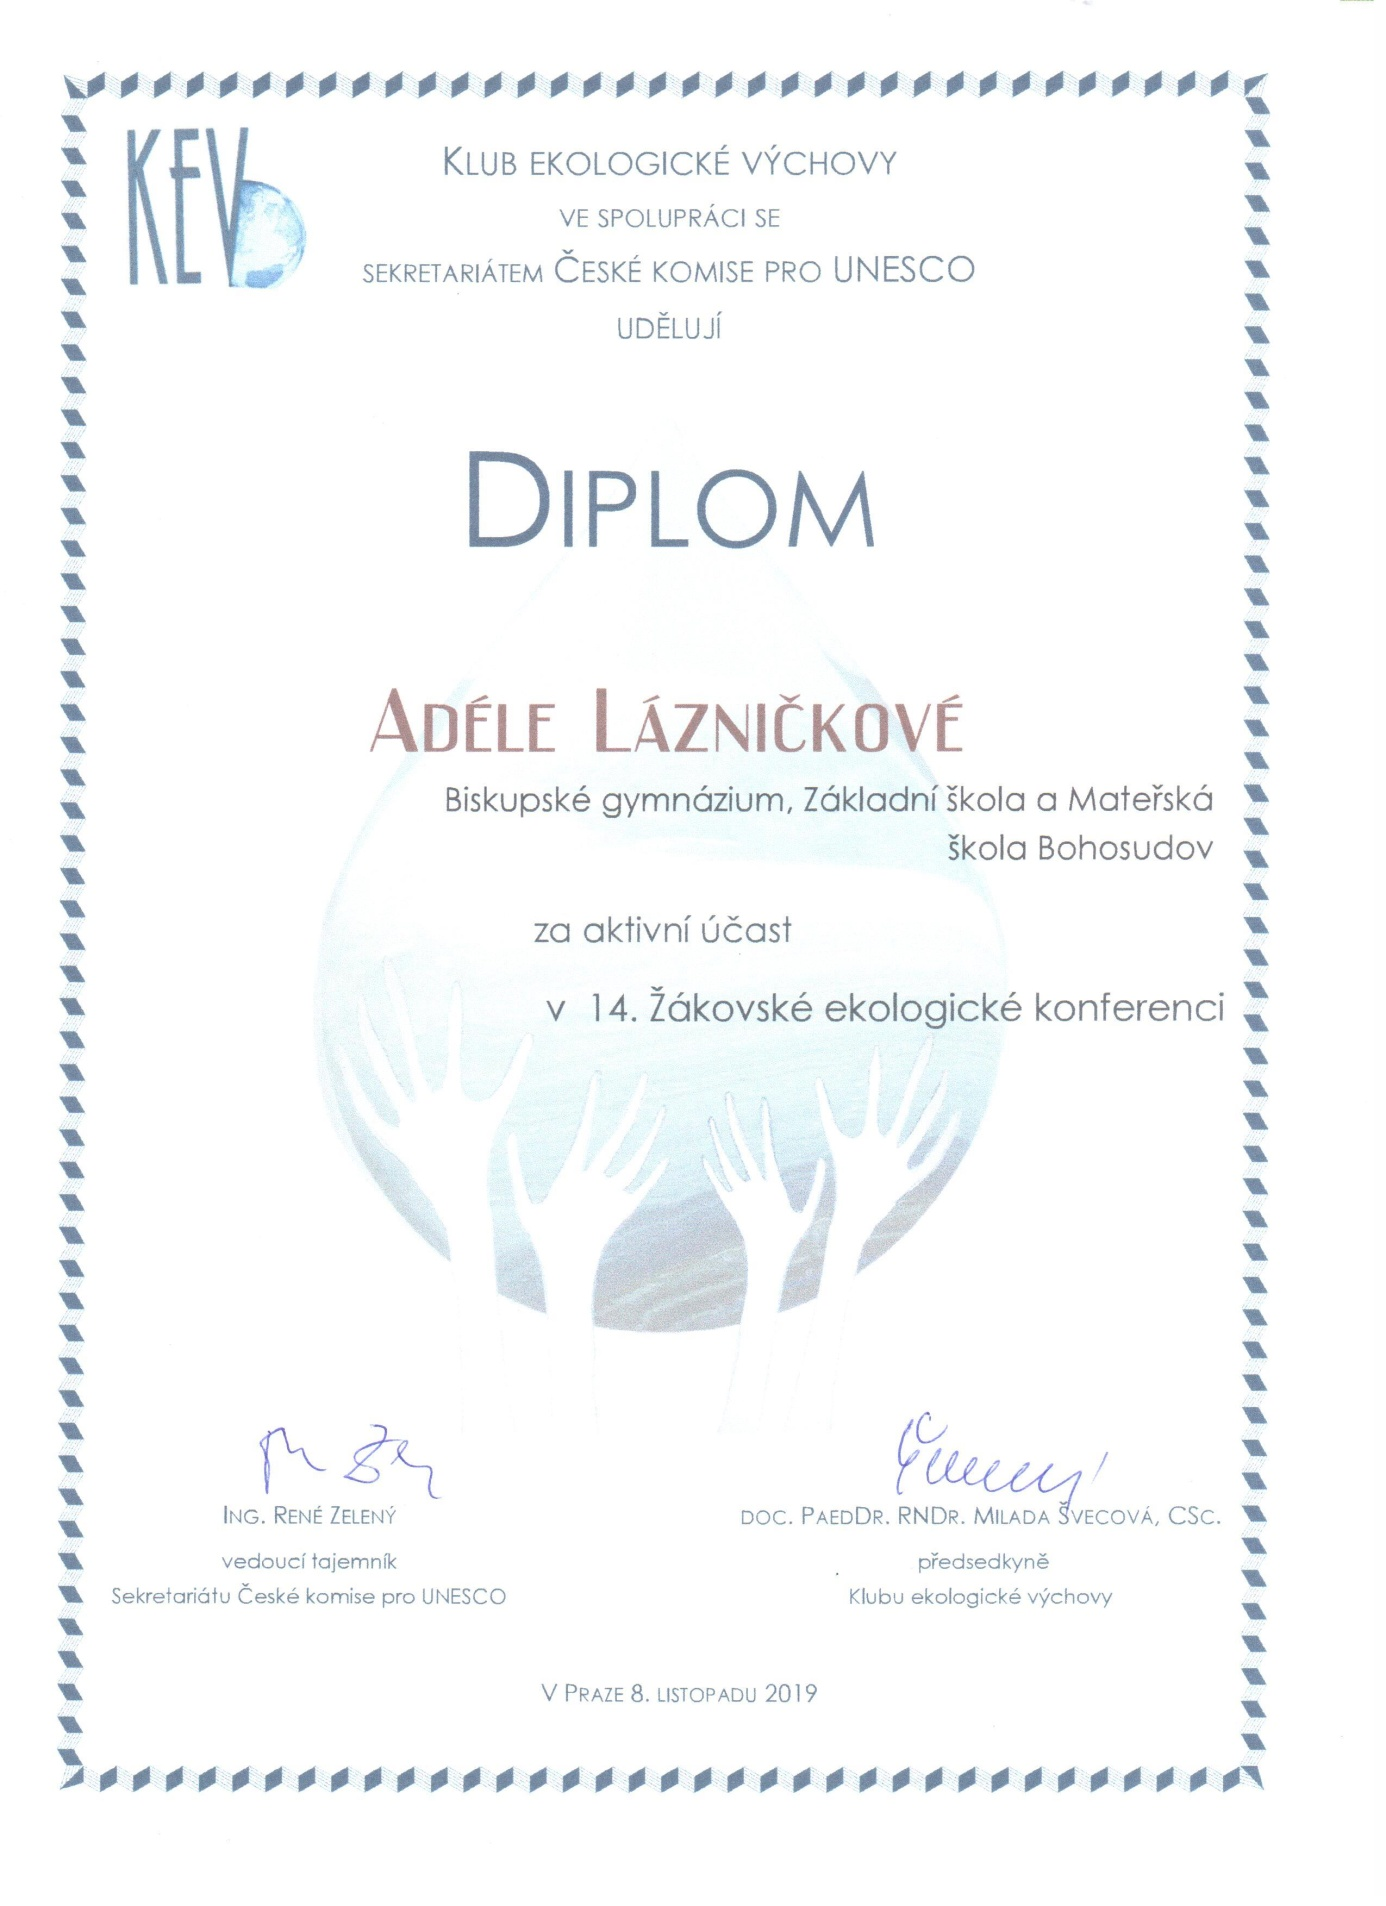 KEV
KLUB EKOLOGICKÉ VÝCHOVY
VE SPOLUPRÁCI SE
SEKRETARIÁTEM ČESKÉ KOMISE PRO UNESCO
UDĚLUJÍ
DIPLOM
ADÉLE LÁZNIČKOVÉ
Biskupské gymnázium, Základní škola a Mateřská
škola Bohosudov
za aktivní účast
v 14. Žákovské ekologické konferenci
ING. RENÉ ZELENÝ
vedoucí tajemník
Sekretariátu České komise pro UNESCO
DOC. PAEDDR. RNDR. MILADA ŠVECOVÁ, CSC.
předsedkyně
Klubu ekologické výchovy
V PRAZE 8. LISTOPADU 2019